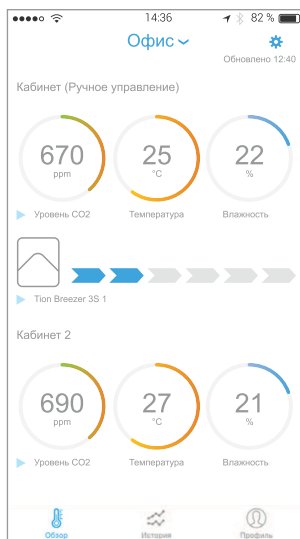 14:36 82 %
Офис
Обновлено 12:40
Кабинет (Ручное управление)
670 25 22
ppm °C %
Уровень CO2 Температура Влажность
Tion Breezer 3S 1
Кабинет 2
690 27 21
ppm °C %
Уровень CO2 Температура Влажность
Обзор История Профиль